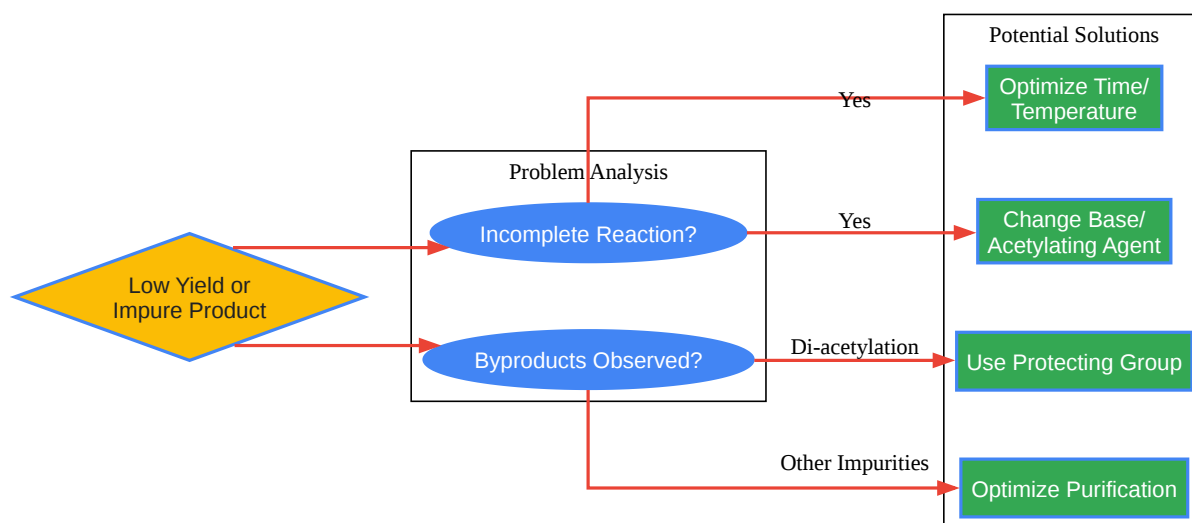 Potential Solutions
Optimize Time/
Temperature
Yes
Problem Analysis
Incomplete Reaction?
Yes
Change Base/
Acetylating Agent
Low Yield or
Impure Product
Byproducts Observed?
Di-acetylation
Use Protecting Group
Other Impurities
Optimize Purification